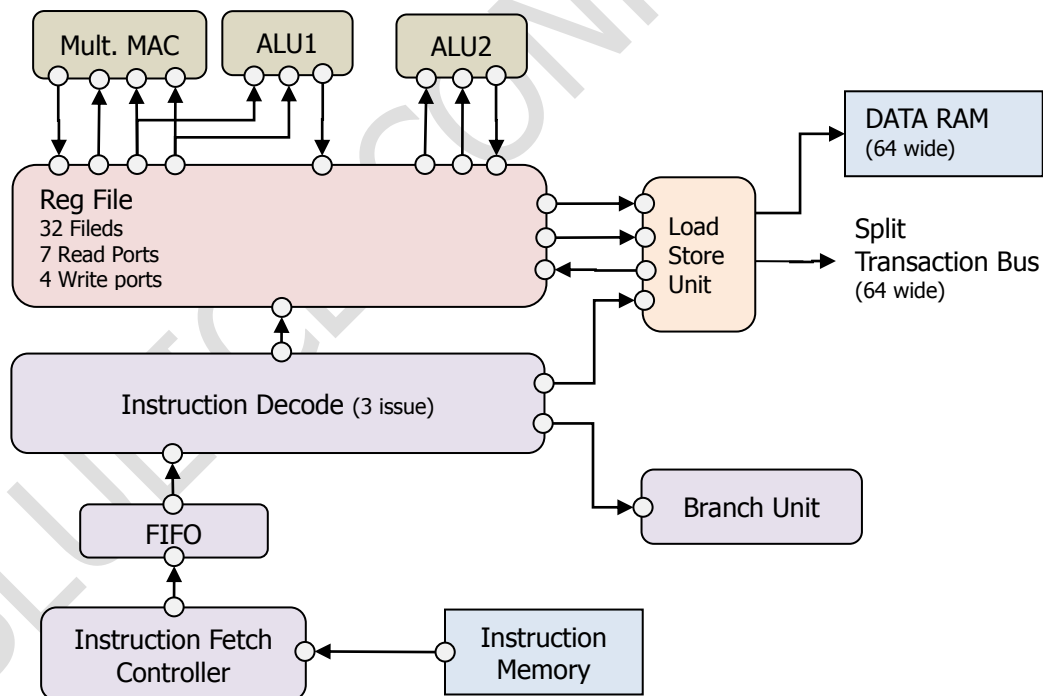 Mult. MAC
ALU1
ALU2
DATA RAM
(64 wide)
Reg File
32 Fileds
7 Read Ports
4 Write ports
Load
Store
Unit
Split
Transaction Bus
(64 wide)
Instruction Decode (3 issue)
Branch Unit
FIFO
Instruction Fetch
Controller
Instruction
Memory